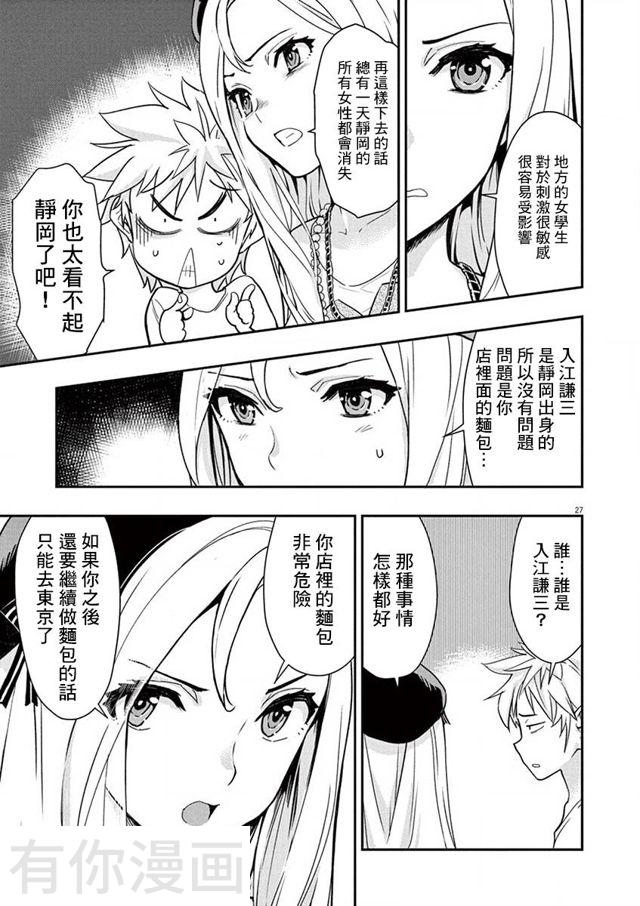 地方的女學生
對於刺激很敏感
很容易受影響
再這樣下去的話
總有一天靜岡的
所有女性都會消失
你也太看不起
靜岡了吧！
入江謙三
是靜岡出身的
所以沒有問題
問題是你
店裡面的麵包…
27
誰…誰是
入江謙三？
那種事情
怎樣都好
你店裡的麵包
非常危險
如果你之後
還要繼續做麵包的話
只能去東京了
有你漫画